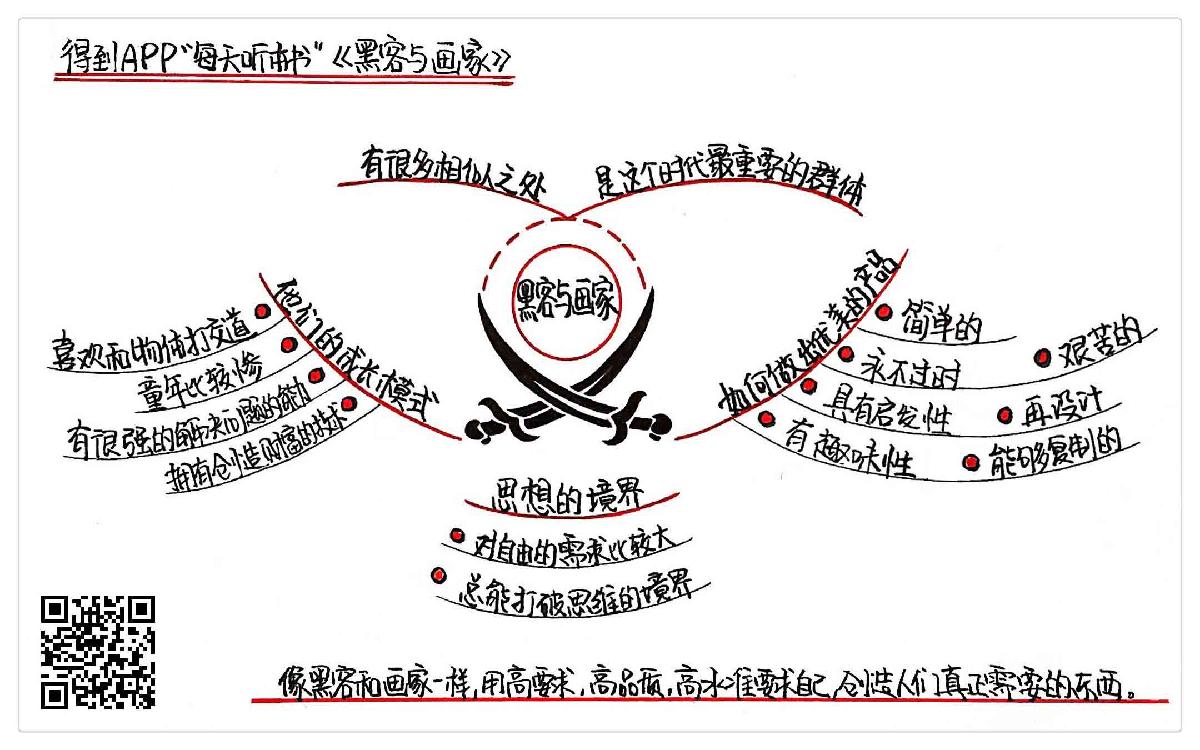 得到APP“每天听本书”《黑客与画家》
有很多相似之处
是这个时代最重要的群体
黑客与画家
他们的成长模式
喜欢和物体打交道
童年比较惨
有很强的解决问题的能力
拥有创造财富的技术
如何做出优美的产品
简单的
永不过时
具有启发性
有趣味性
艰苦的
再设计
能够复制的
思想的境界
对自由的需求比较大
总能打破思维的境界
像黑客和画家一样,用高要求,高品质,高水准要求自己,创造人们真正需要的东西。